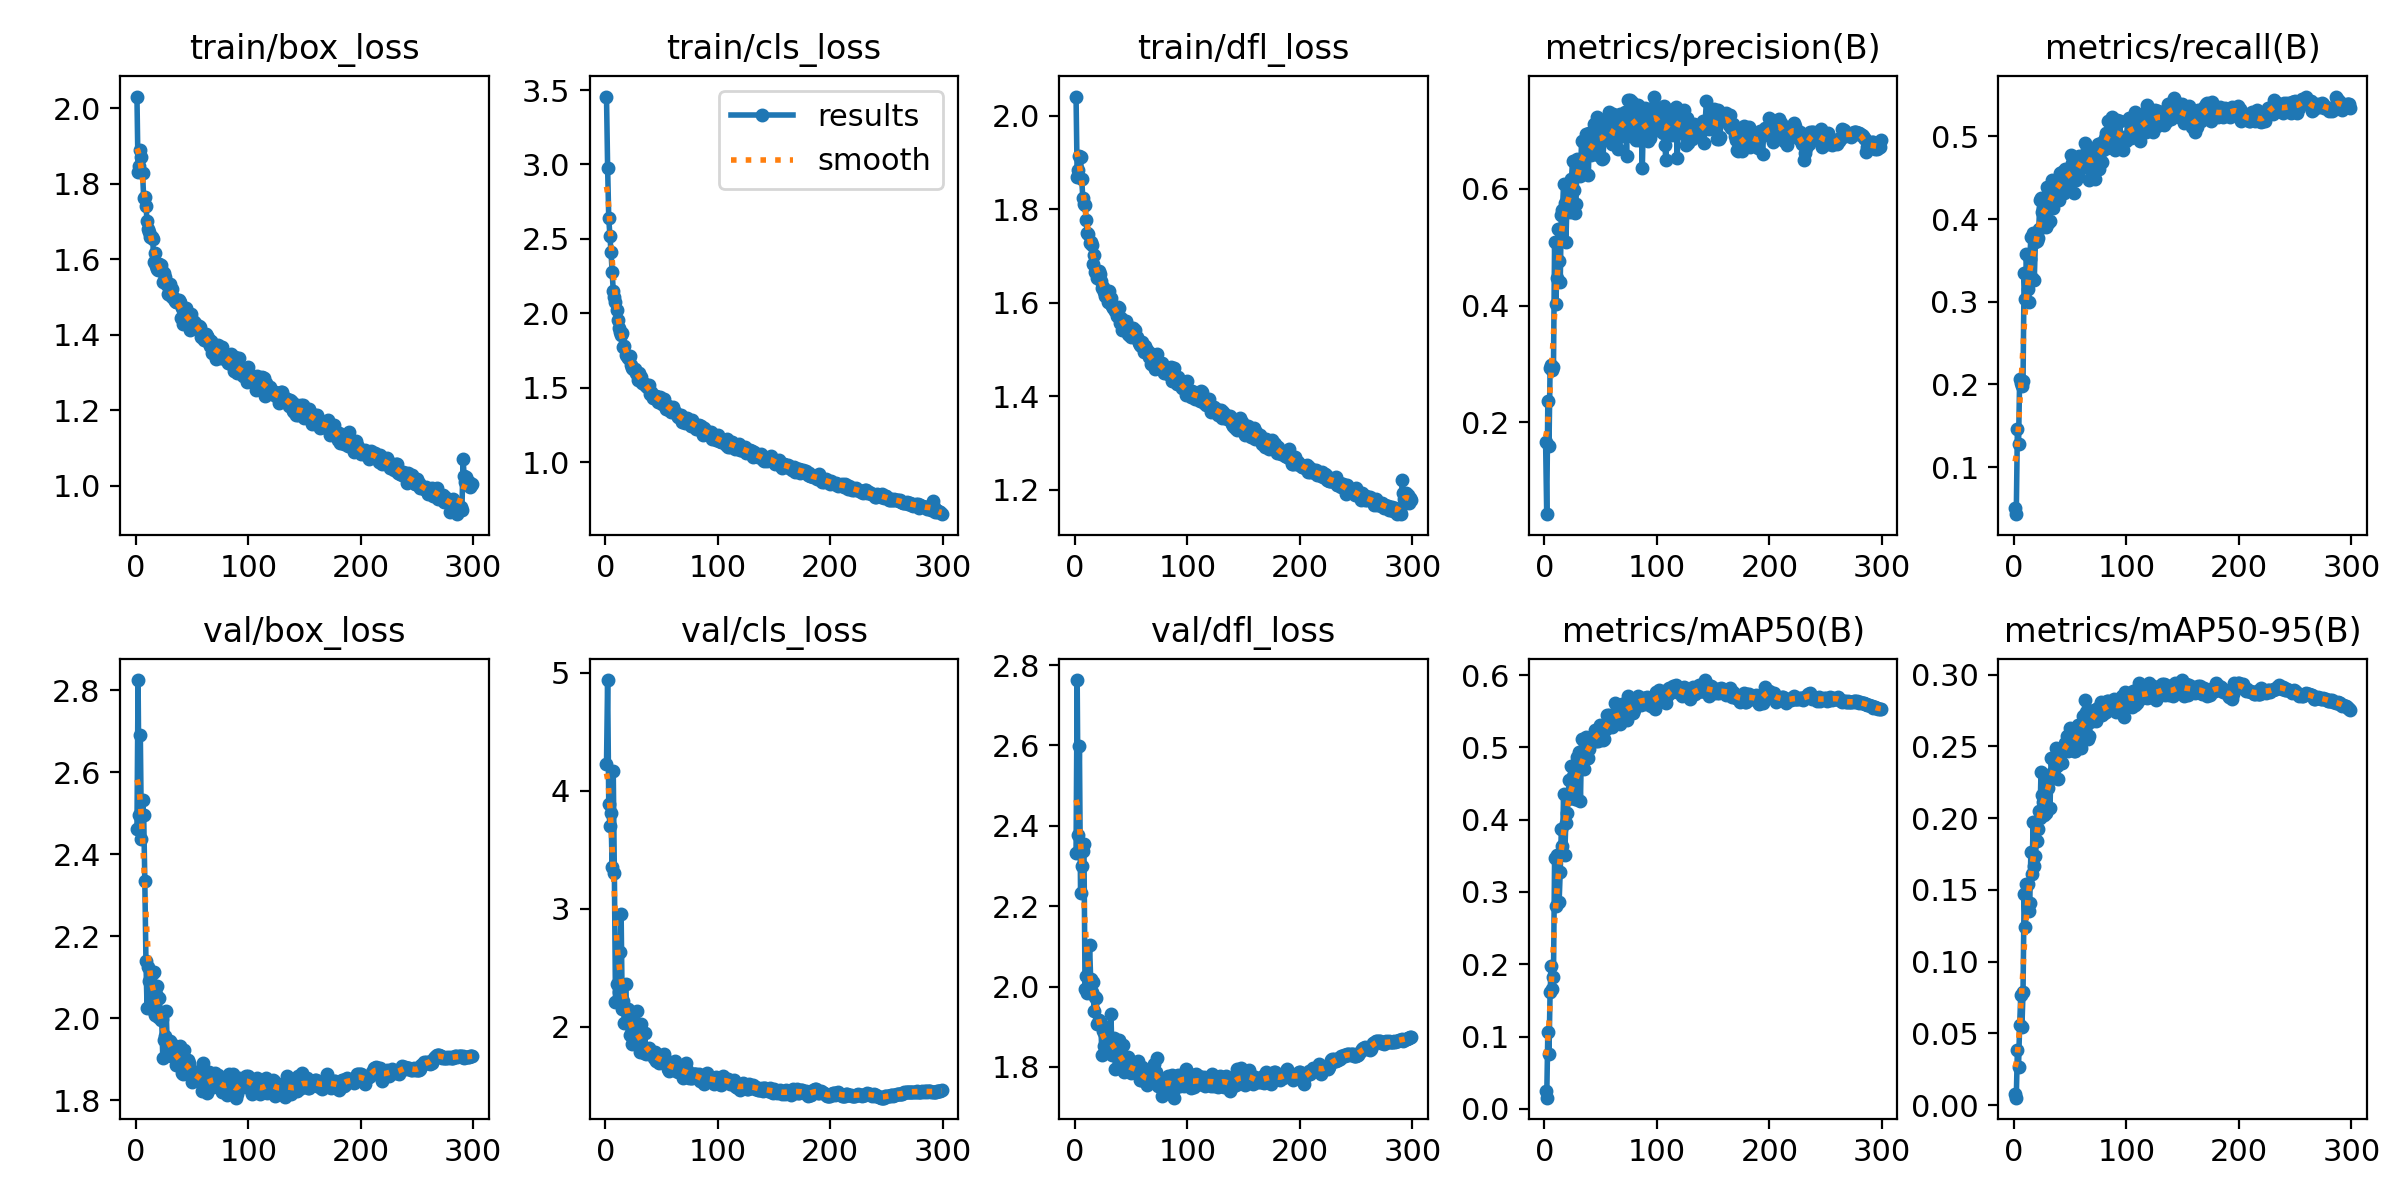 train/box_loss
2.0
1.8
1.6
1.4
1.2
1.0
0 100 200 300
train/cls_loss
results
smooth
3.5
3.0
2.5
2.0
1.5
1.0
0 100 200 300
train/dfl_loss
2.0
1.8
1.6
1.4
1.2
0 100 200 300
metrics/precision(B)
0.6
0.4
0.2
0 100 200 300
metrics/recall(B)
0.5
0.4
0.3
0.2
0.1
0 100 200 300
val/box_loss
2.8
2.6
2.4
2.2
2.0
1.8
0 100 200 300
val/cls_loss
5
4
3
2
0 100 200 300
val/dfl_loss
2.8
2.6
2.4
2.2
2.0
1.8
0 100 200 300
metrics/mAP50(B)
0.6
0.5
0.4
0.3
0.2
0.1
0.0
0 100 200 300
metrics/mAP50-95(B)
0.30
0.25
0.20
0.15
0.10
0.05
0.00
0 100 200 300